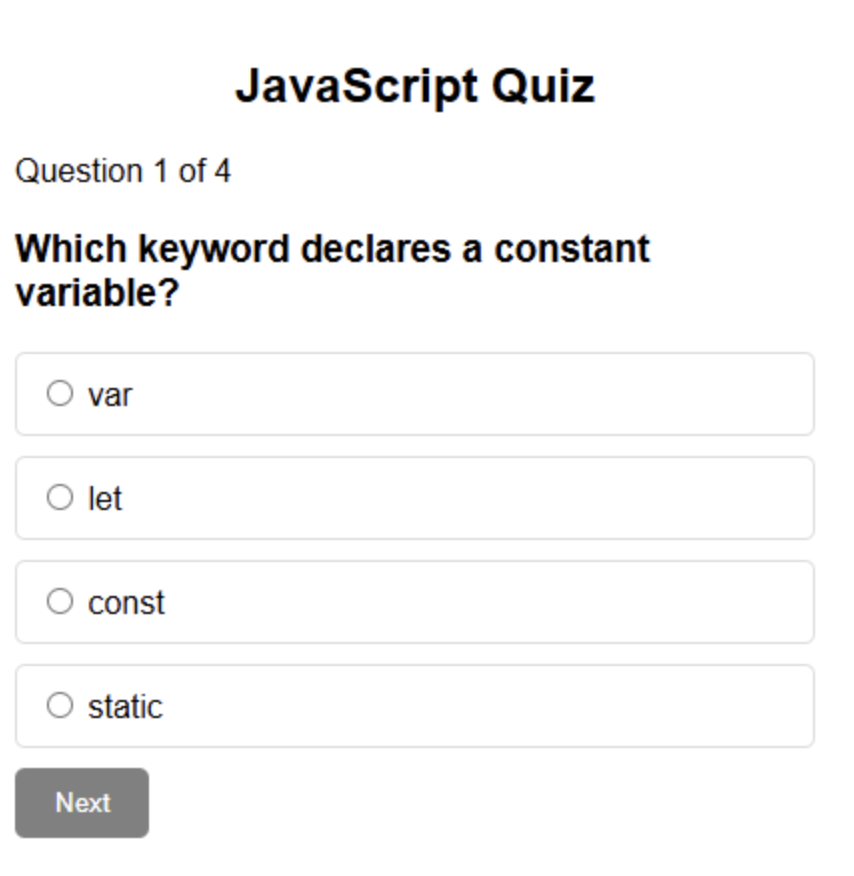 JavaScript Quiz
Question 1 of 4
Which keyword declares a constant
variable?
var
let
const
static
Next